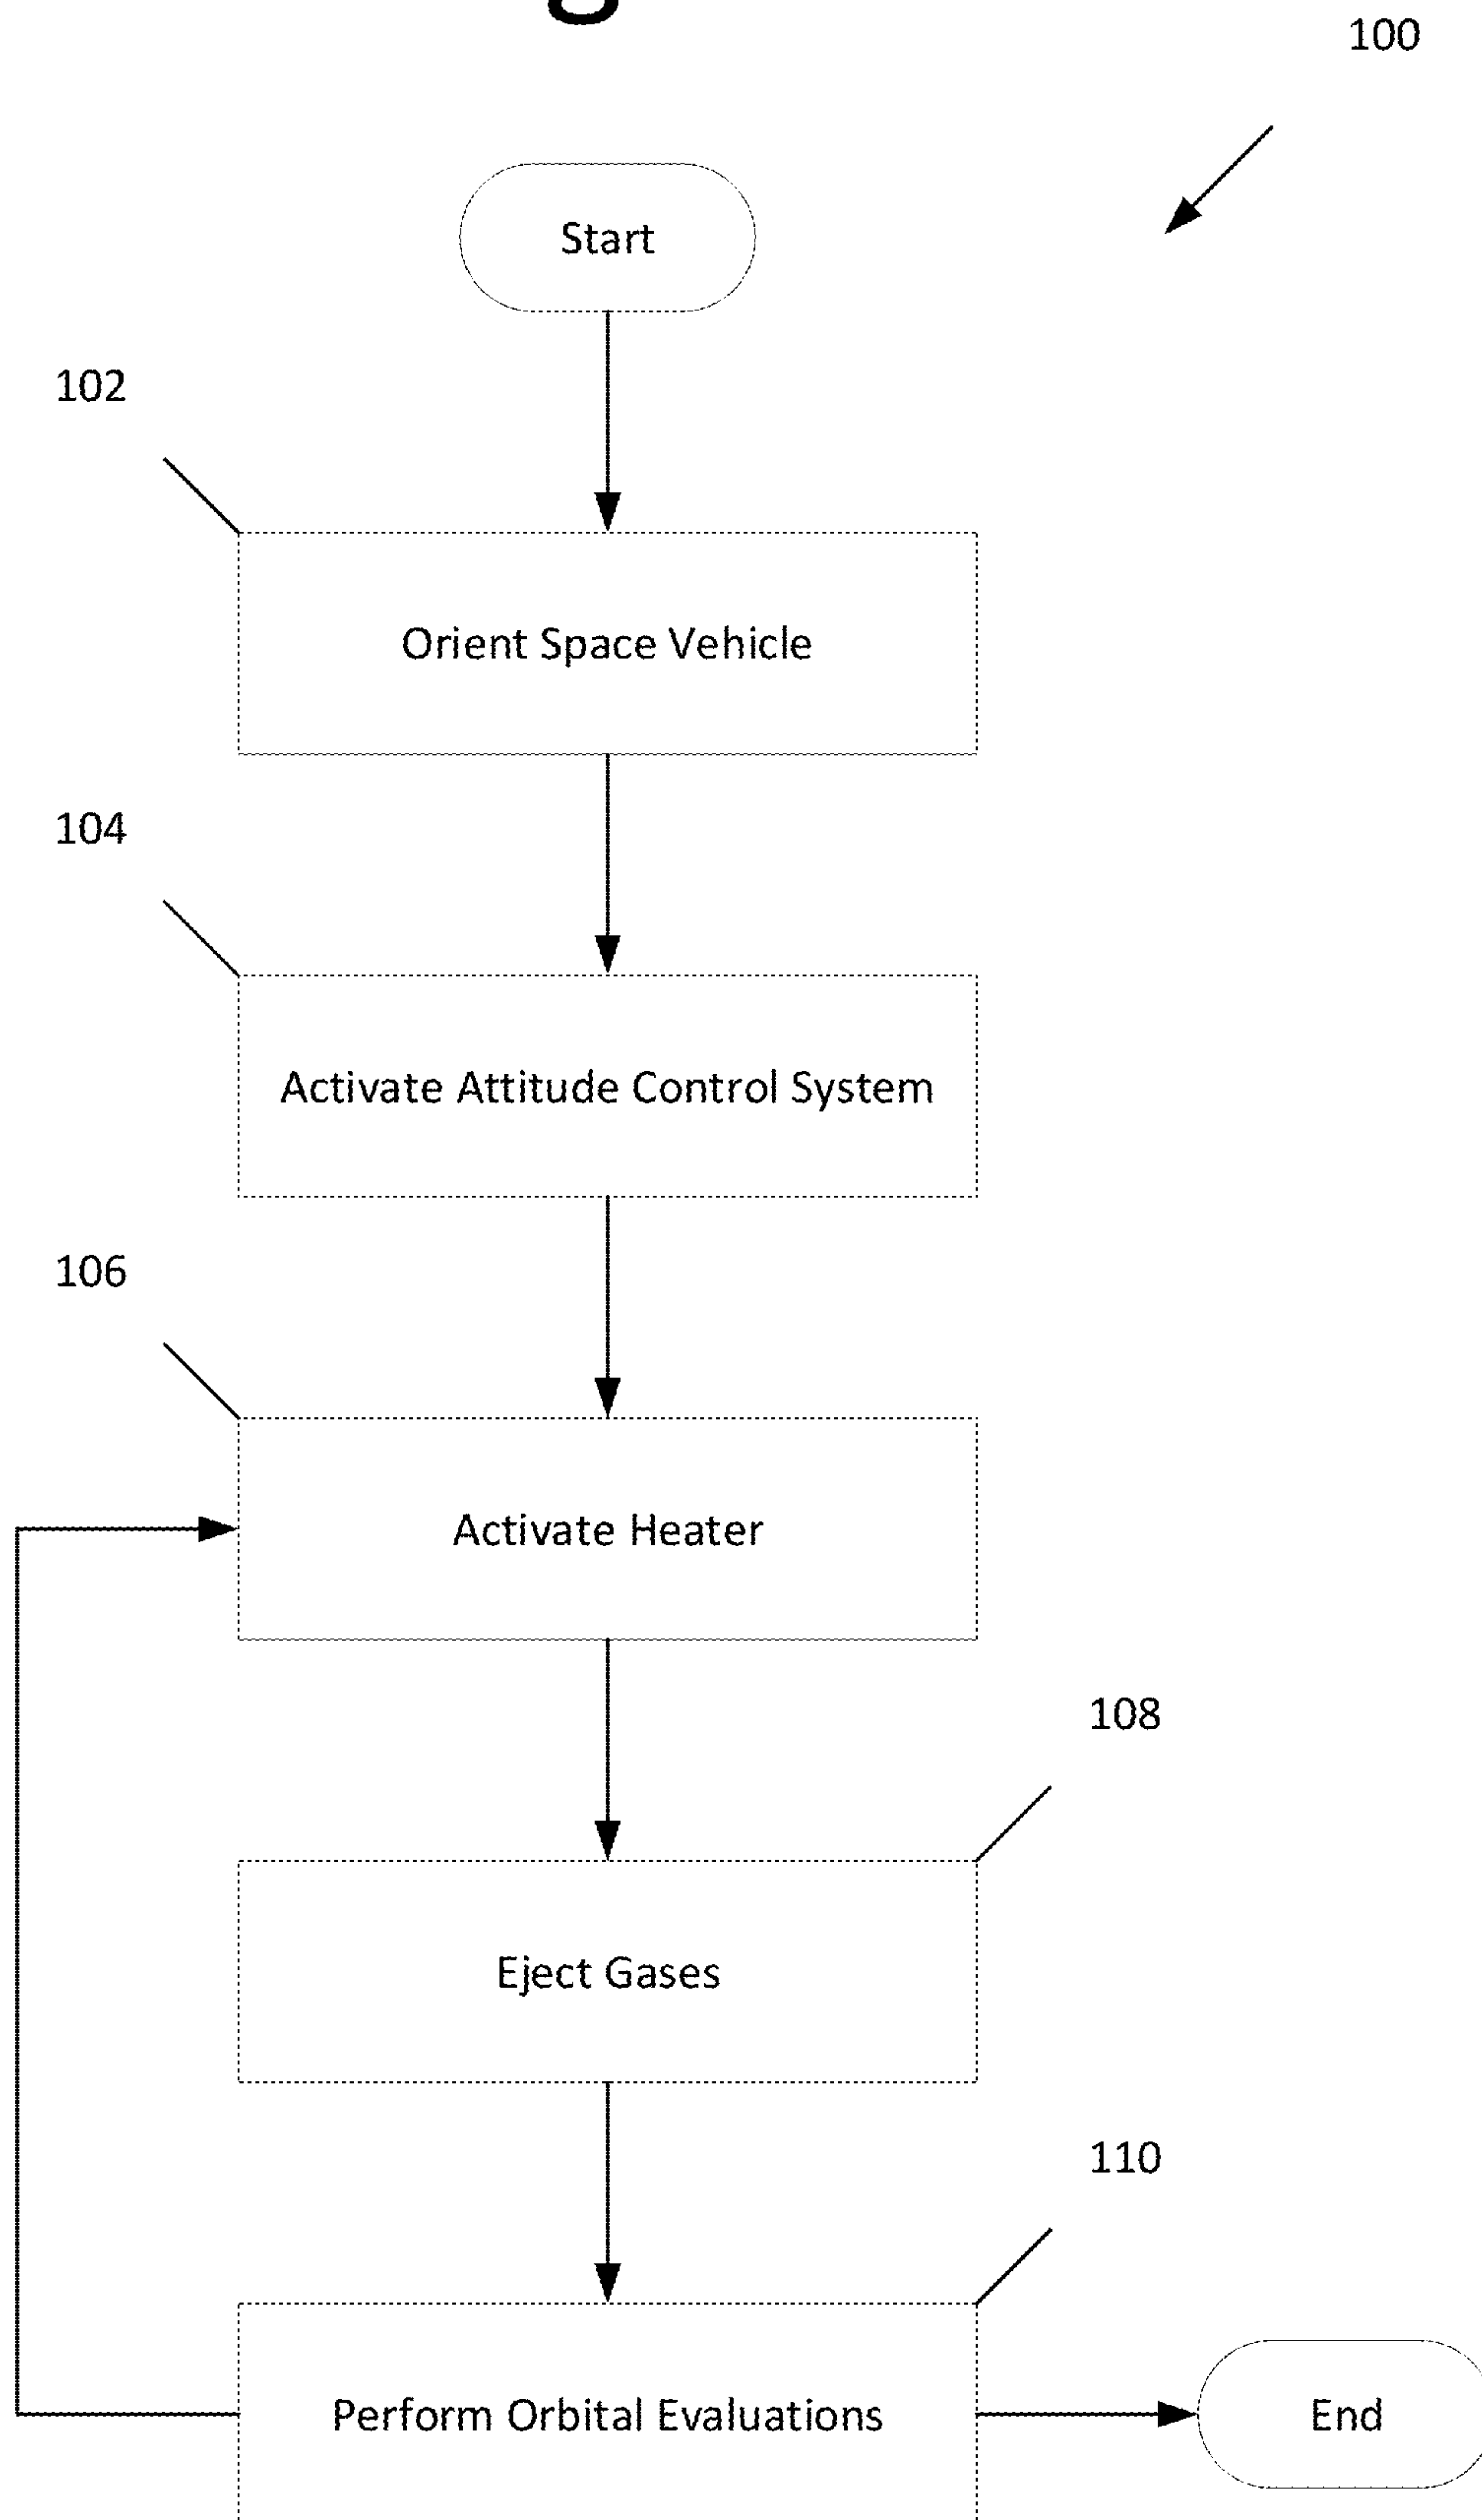 100
Start
102
Orient Space Vehicle
104
Activate Attitude Control System
106
Activate Heater
108
Eject Gases
110
Perform Orbital Evaluations
End